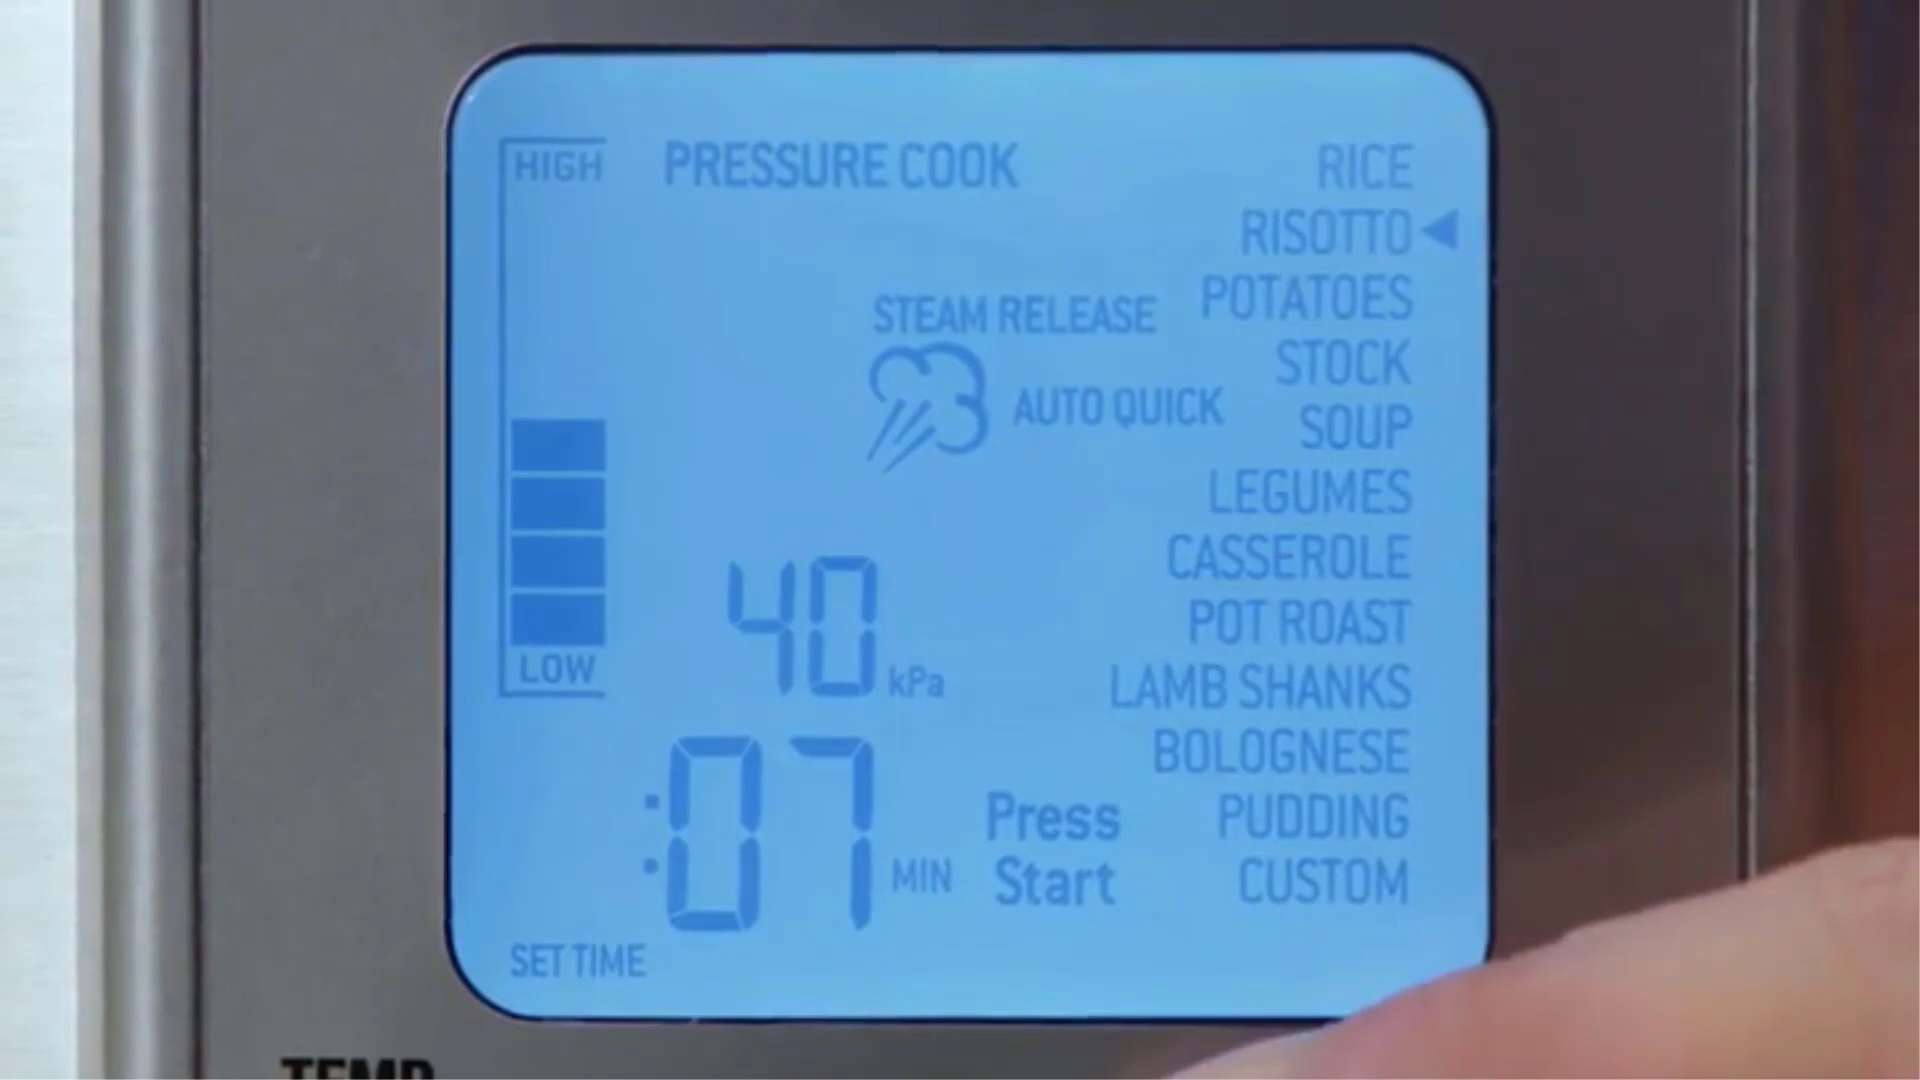 HIGH
PRESSURE COOK
RICE
RISOTTO
STEAM RELEASE
POTATOES
STOCK
AUTO QUICK
SOUP
LEGUMES
CASSEROLE
40 kPa
POT ROAST
LOW
LAMB SHANKS
BOLOGNESE
:07 MIN
Press
Start
PUDDING
CUSTOM
SET TIME
TEMP